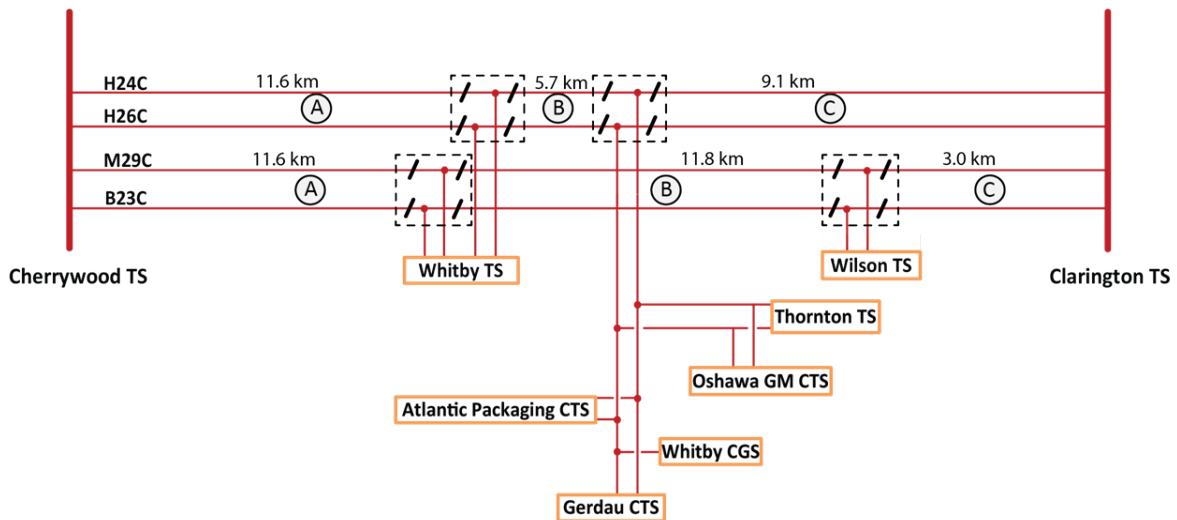 H24C
11.6 km
5.7 km
9.1 km
A
B
C
H26C
M29C
11.6 km
11.8 km
3.0 km
A
B
C
B23C
Cherrywood TS
Whitby TS
Wilson TS
Clarington TS
Thornton TS
Oshawa GM CTS
Atlantic Packaging CTS
Whitby CGS
Gerdau CTS